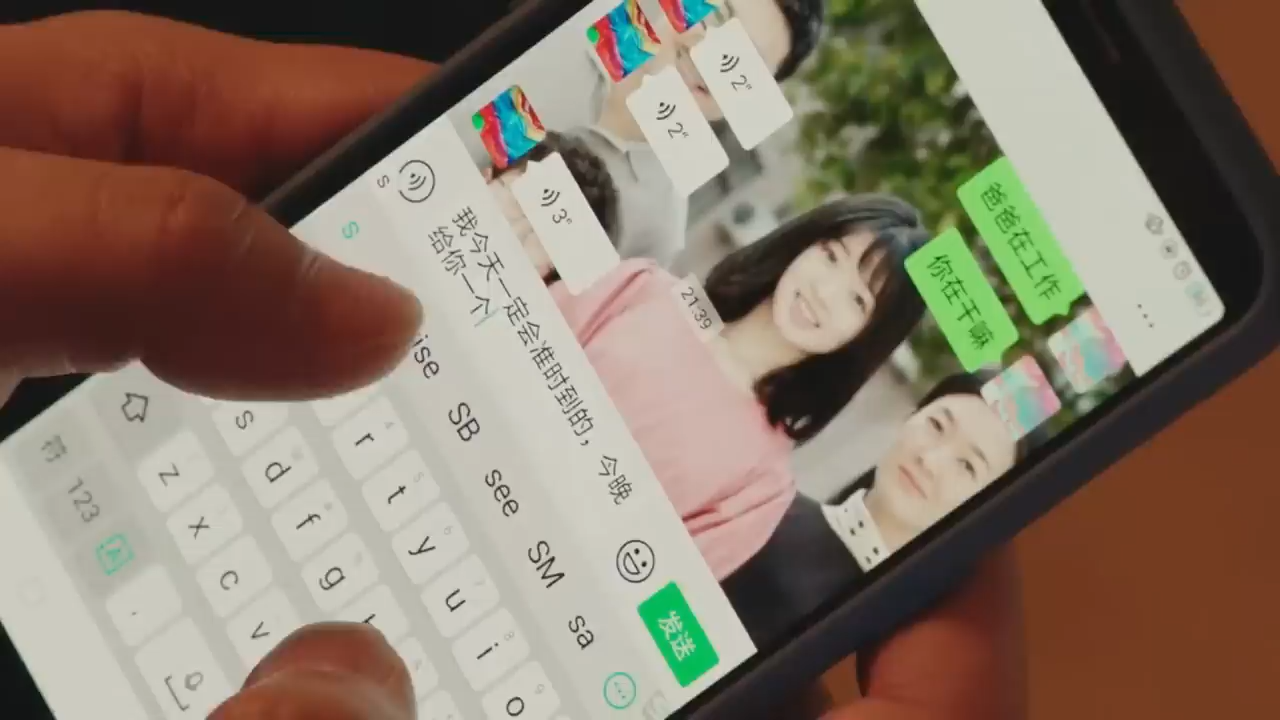 爸爸在工作
你在干嘛
21:39
2"
2"
3"
我今天一定会准时到的，今晚
给你一个
发送
s
s
ise
SB
see
SM
sa
r
t
y
u
i
o
s
d
f
g
z
x
c
v
符
123